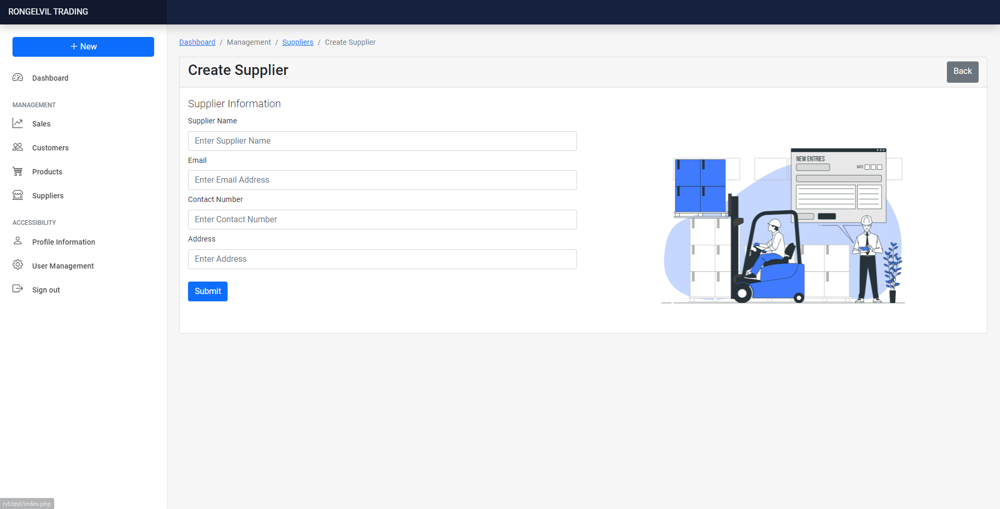 RONGELVIL TRADING
+ New
Dashboard
MANAGEMENT
Sales
Customers
Products
Suppliers
ACCESSIBILITY
Profile Information
User Management
Sign out
Dashboard / Management / Suppliers / Create Supplier
Create Supplier
Back
Supplier Information
Supplier Name
Enter Supplier Name
Email
Enter Email Address
Contact Number
Enter Contact Number
Address
Enter Address
Submit
NEW ENTRIES
DATE
rvt.test/index.php